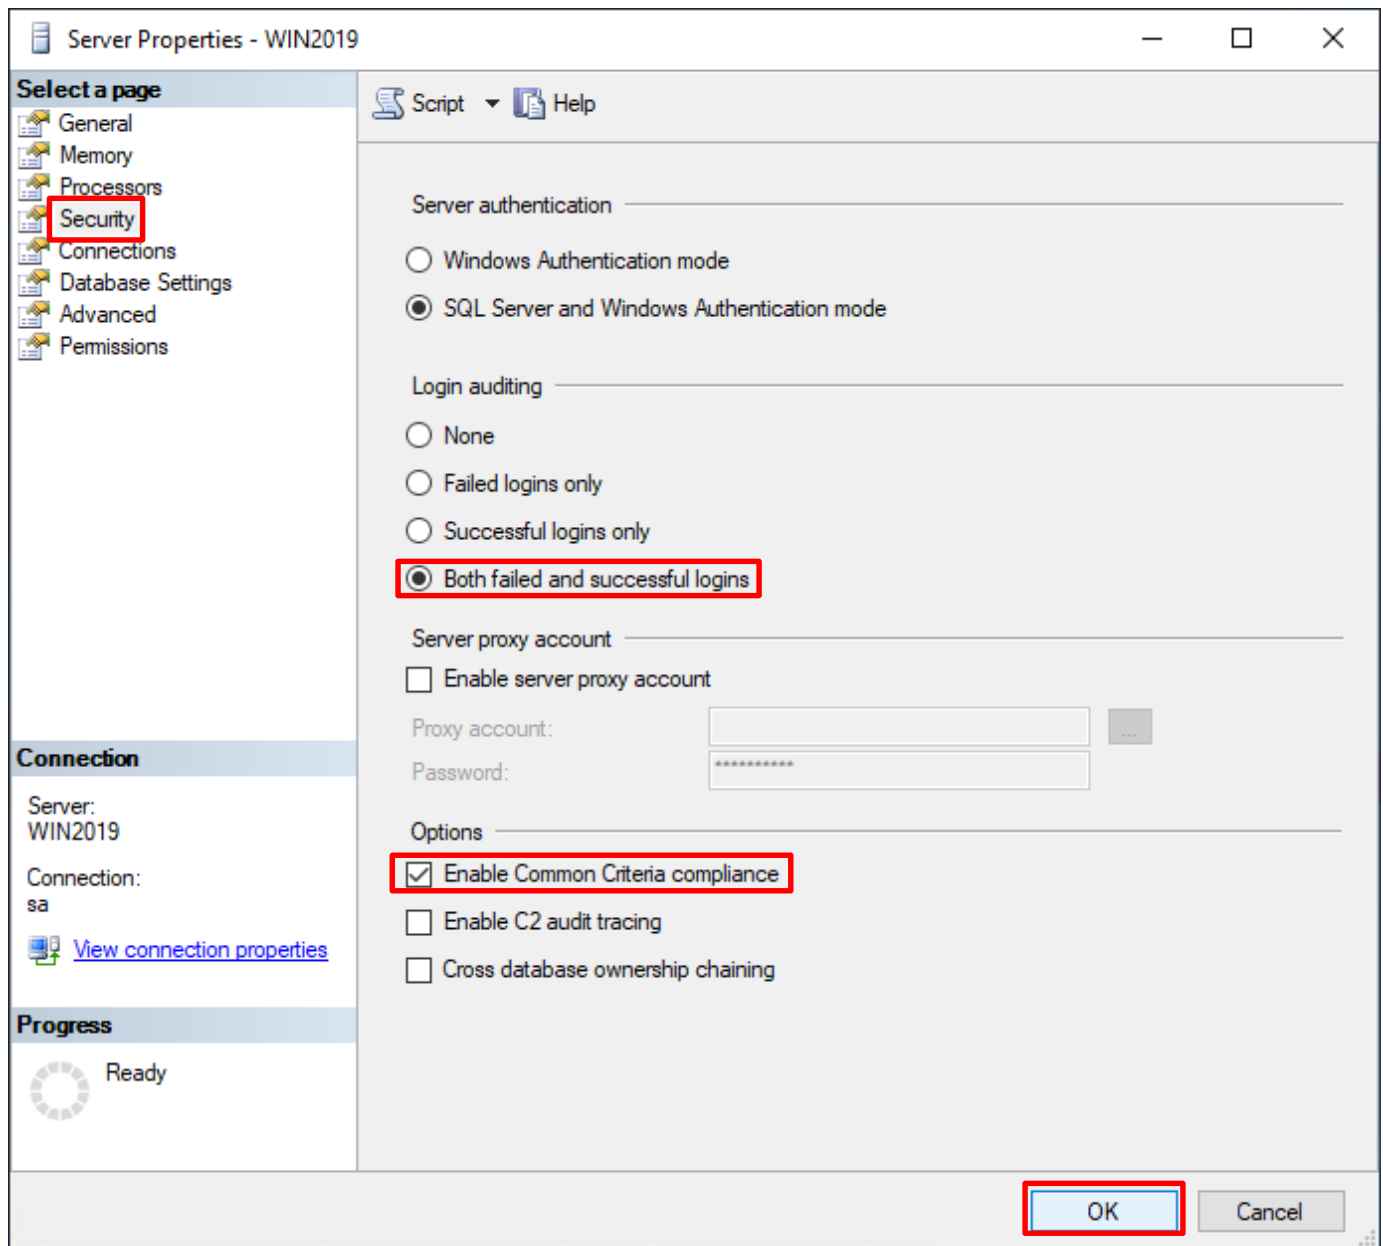 Server Properties - WIN2019
Select a page
General
Memory
Processors
Security
Connections
Database Settings
Advanced
Permissions
Connection
Server:
WIN2019
Connection:
sa
View connection properties
Progress
Ready
Script
Help
Server authentication
Windows Authentication mode
SQL Server and Windows Authentication mode
Login auditing
None
Failed logins only
Successful logins only
Both failed and successful logins
Server proxy account
Enable server proxy account
Proxy account:
...
Password: **********
Options
Enable Common Criteria compliance
Enable C2 audit tracing
Cross database ownership chaining
OK
Cancel